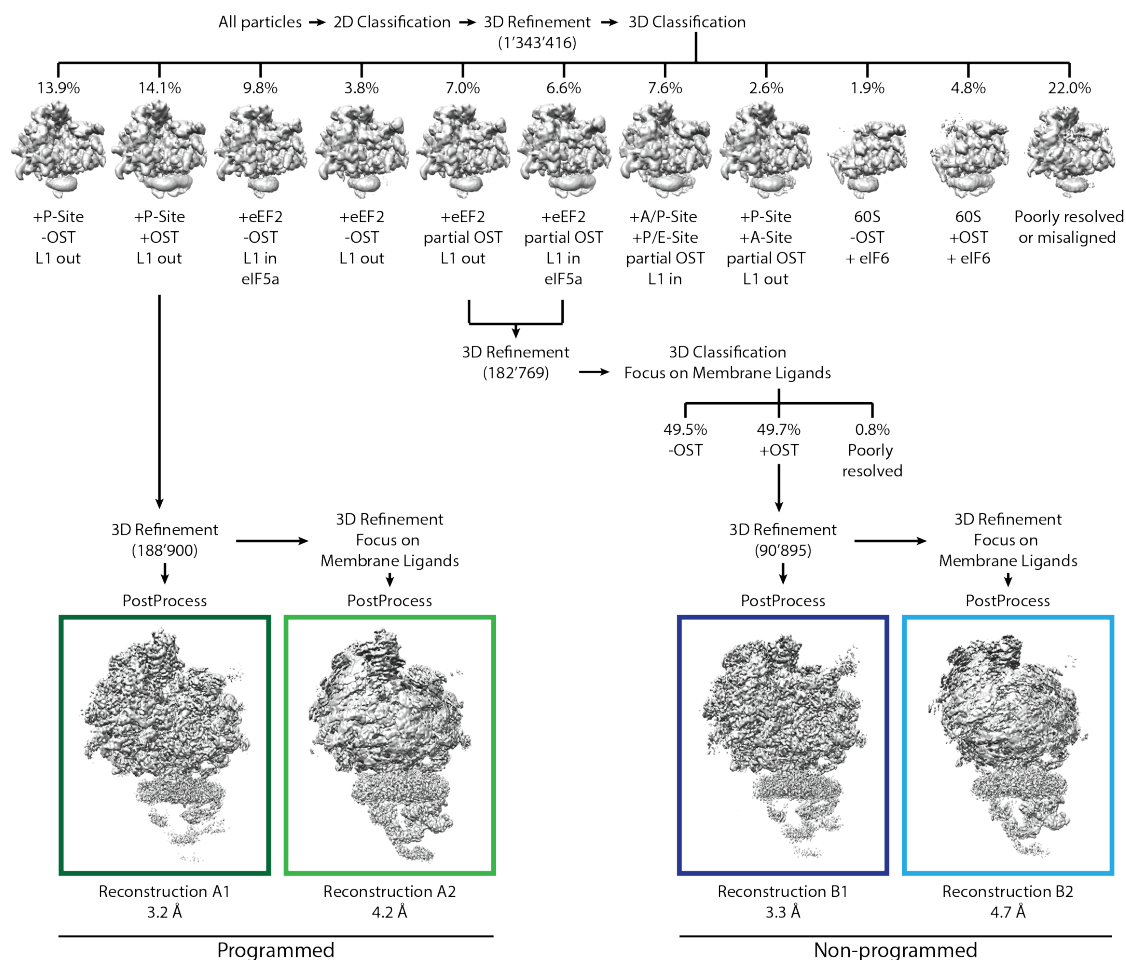 All particles 2D Classification 3D Refinement 3D Classification
(1'343'416)
13.9% 14.1% 9.8% 3.8% 7.0% 6.6% 7.6% 2.6% 1.9% 4.8% 22.0%
+P-Site
-OST
L1 out
+P-Site
+OST
L1 out
+eEF2
-OST
L1 in
eIF5a
+eEF2
-OST
L1 out
+eEF2
partial OST
L1 out
+eEF2
partial OST
L1 in
eIF5a
+A/P-Site
+P/E-Site
partial OST
L1 in
+P-Site
+A-Site
partial OST
L1 out
60S
-OST
+ eIF6
60S
+OST
+ eIF6
Poorly resolved
or misaligned
3D Refinement
(182'769)
3D Classification
Focus on Membrane Ligands
49.5%
-OST
49.7%
+OST
0.8%
Poorly
resolved
3D Refinement
(188'900)
3D Refinement
Focus on
Membrane Ligands
3D Refinement
(90'895)
3D Refinement
Focus on
Membrane Ligands
PostProcess
PostProcess
PostProcess
PostProcess
Reconstruction A1
3.2 Å
Reconstruction A2
4.2 Å
Reconstruction B1
3.3 Å
Reconstruction B2
4.7 Å
Programmed
Non-programmed